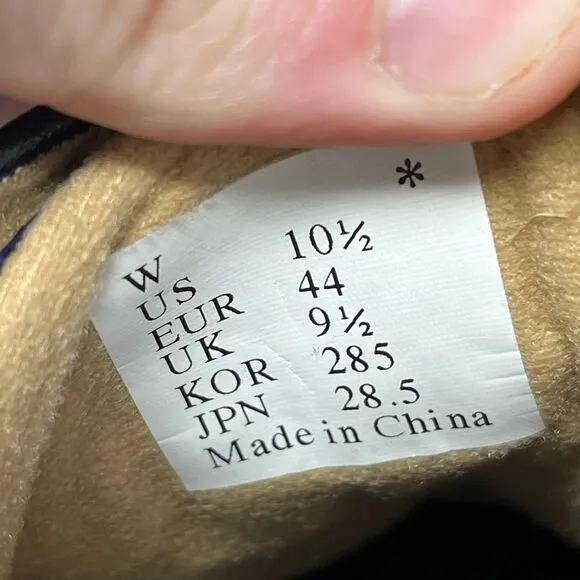 *
W
US 10½
EUR 44
UK 9½
KOR 285
JPN 28.5
Made in China